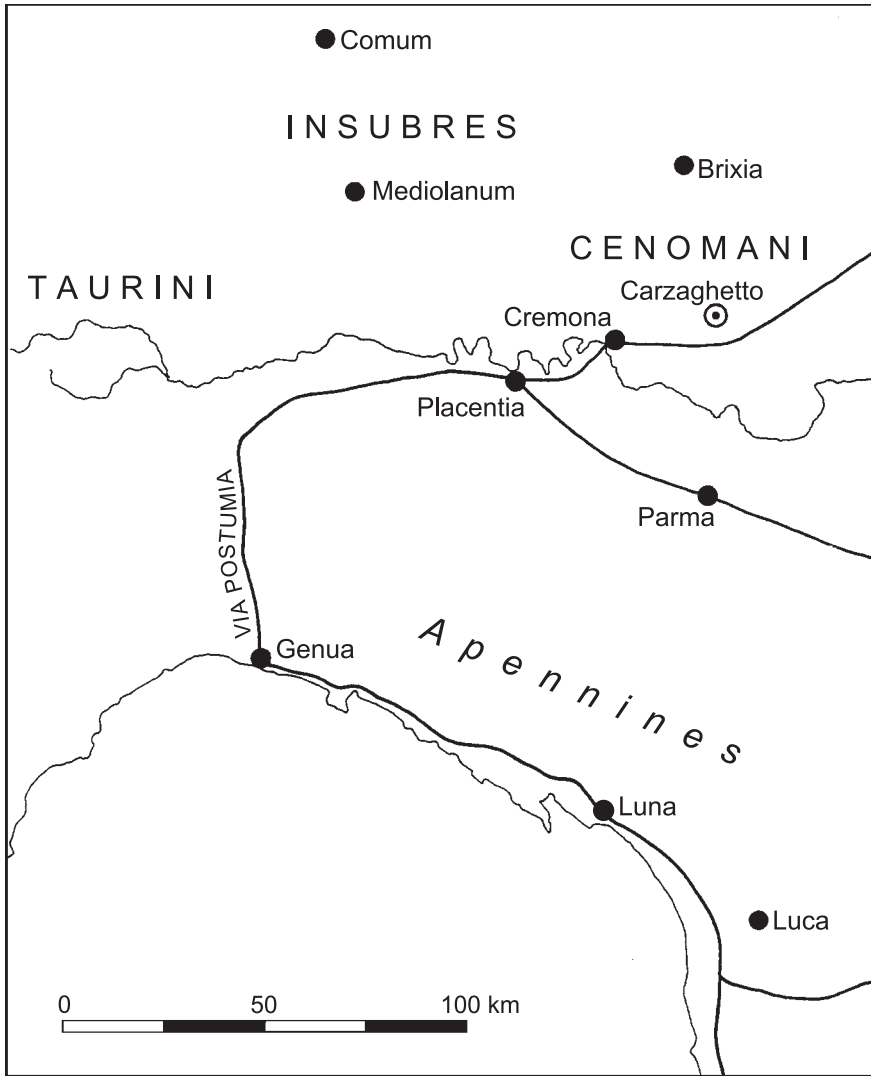 Comum
INSUBRES
Brixia
Mediolanum
CENOMANI
TAURINI
Carzaghetto
Cremona
Placentia
Parma
VIA POSTUMIA
Genua
Apennines
Luna
Luca
0 50 100 km